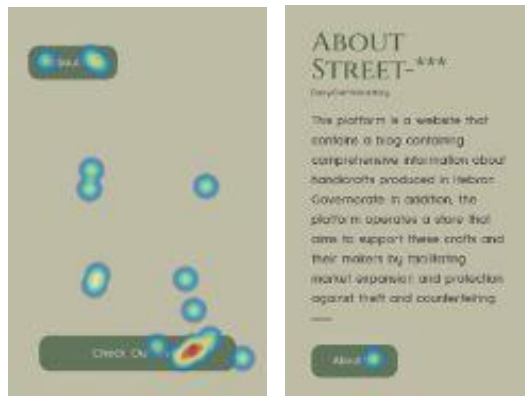 About
Check Ou
ABOUT
STREET-***
This platform is a website that
contains a blog containing
comprehensive information about
handicrafts produced in Hebron
Governorate. In addition, the
platform operates a store that
aims to support these crafts and
their makers by facilitating
market expansion and protection
against theft and counterfeiting.
About